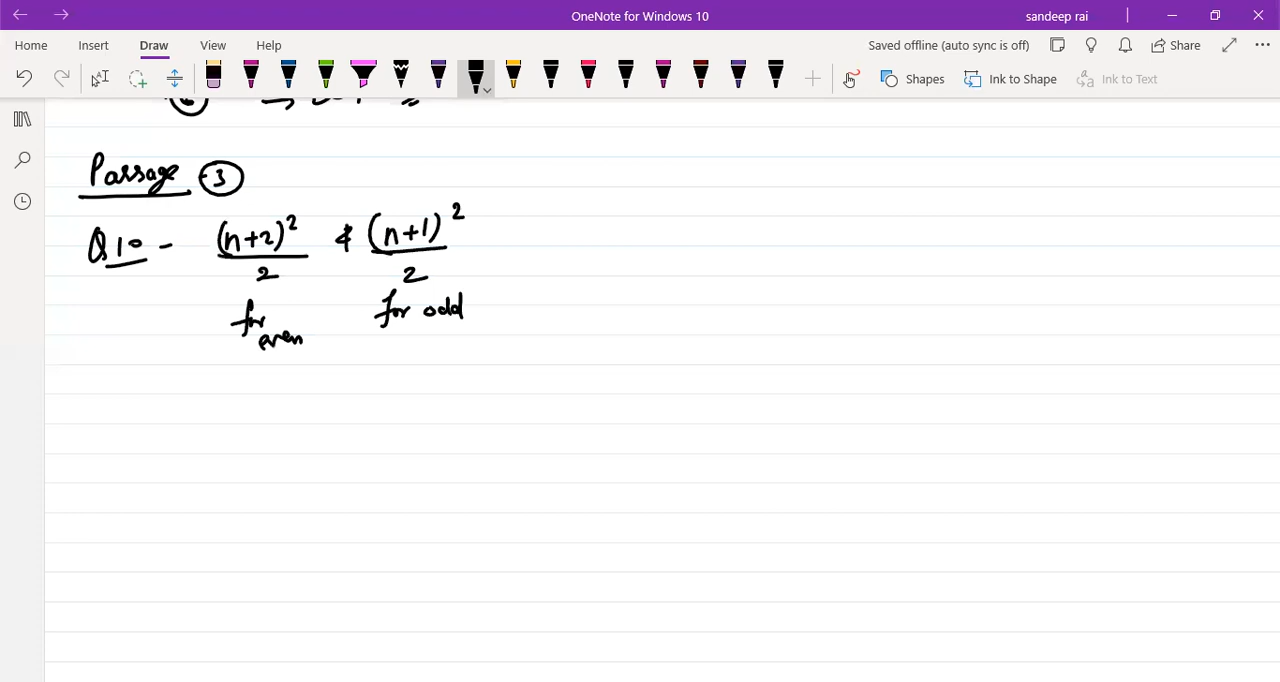 OneNote for Windows 10
sandeep rai
Home Insert Draw View Help
Saved offline (auto sync is off) Share
Shapes Ink to Shape Ink to Text
Passage -3
Q10 - (n+2)²/2 & (n+1)²/2
for even for odd